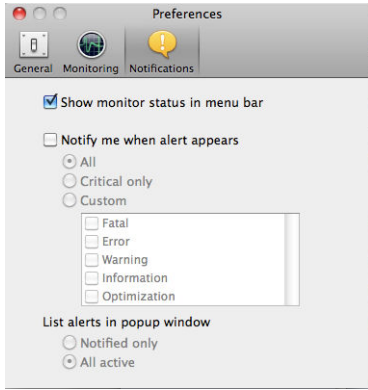 Preferences
General Monitoring Notifications
Show monitor status in menu bar
Notify me when alert appears
All
Critical only
Custom
Fatal
Error
Warning
Information
Optimization
List alerts in popup window
Notified only
All active